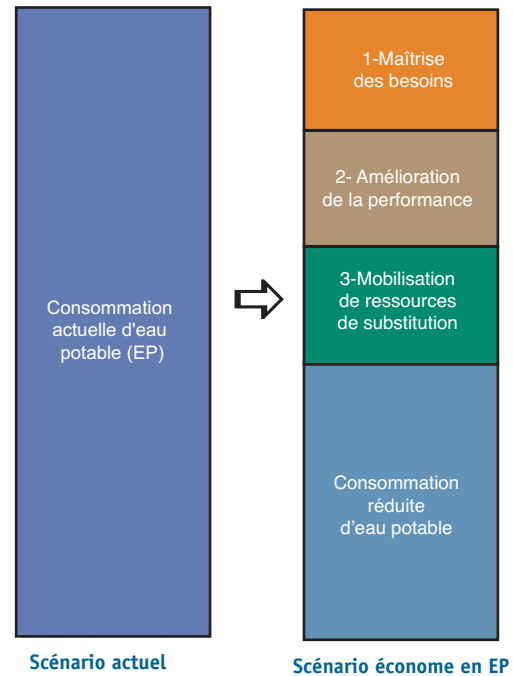 Consommation
actuelle d'eau
potable (EP)
Scénario actuel
1-Maîtrise
des besoins
2- Amélioration
de la performance
3-Mobilisation
de ressources
de substitution
Consommation
réduite
d’eau potable
Scénario économe en EP